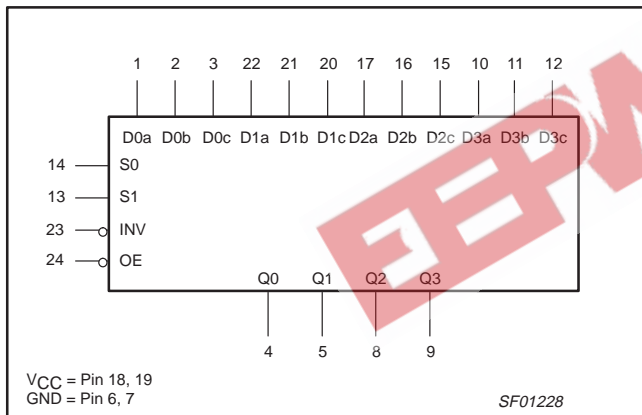 1 2 3 22 21 20 17 16 15 10 11 12
D0a D0b D0c D1a D1b D1c D2a D2b D2c D3a D3b D3c
14 S0
13 S1
23 INV
24 OE
Q0 Q1 Q2 Q3
4 5 8 9
VCC = Pin 18, 19
GND = Pin 6, 7
SF01228
EEPW